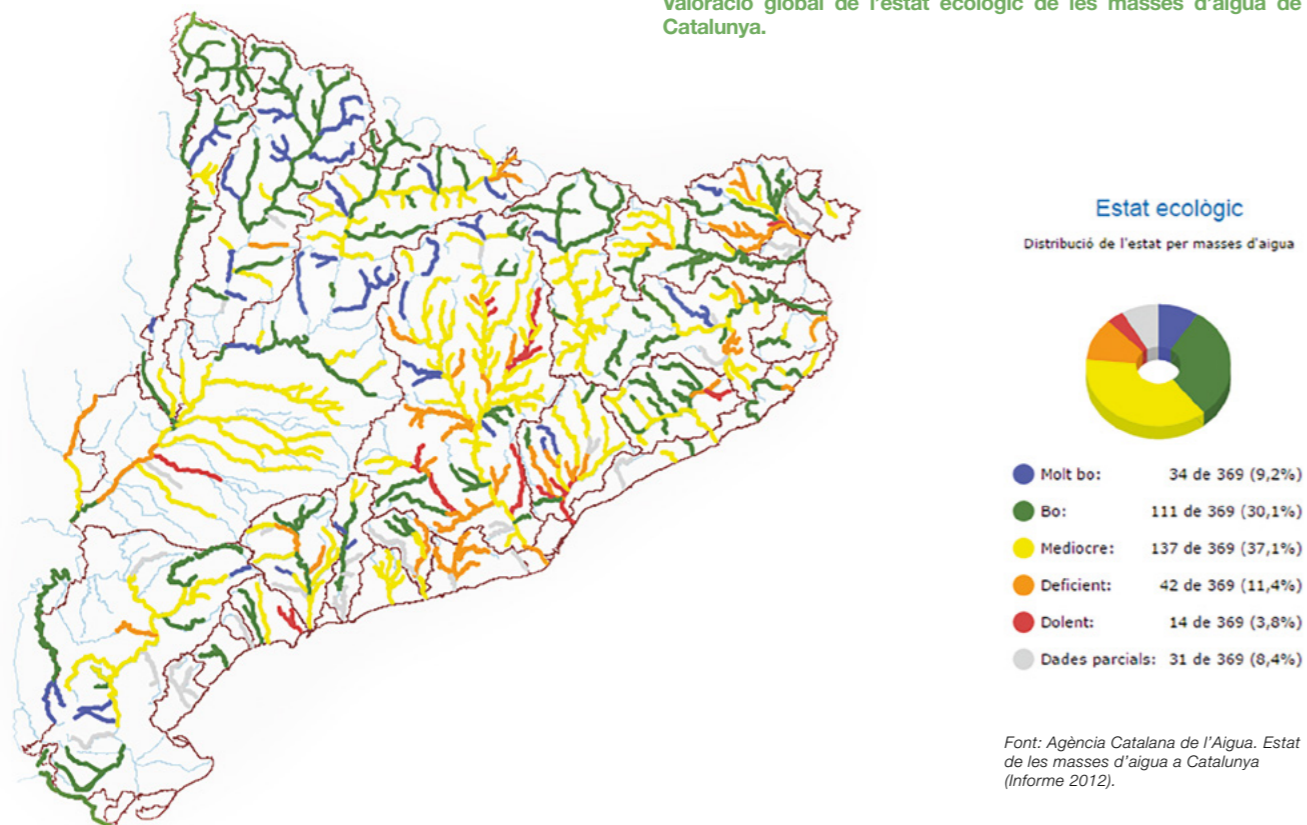 Valoració global de l'estat ecològic de les masses d'aigua de
Catalunya.
Estat ecològic
Distribució de l'estat per masses d'aigua
Molt bo: 34 de 369 (9,2%)
Bo: 111 de 369 (30,1%)
Mediocre: 137 de 369 (37,1%)
Deficient: 42 de 369 (11,4%)
Dolent: 14 de 369 (3,8%)
Dades parcials: 31 de 369 (8,4%)
Font: Agència Catalana de l'Aigua. Estat
de les masses d'aigua a Catalunya
(Informe 2012).